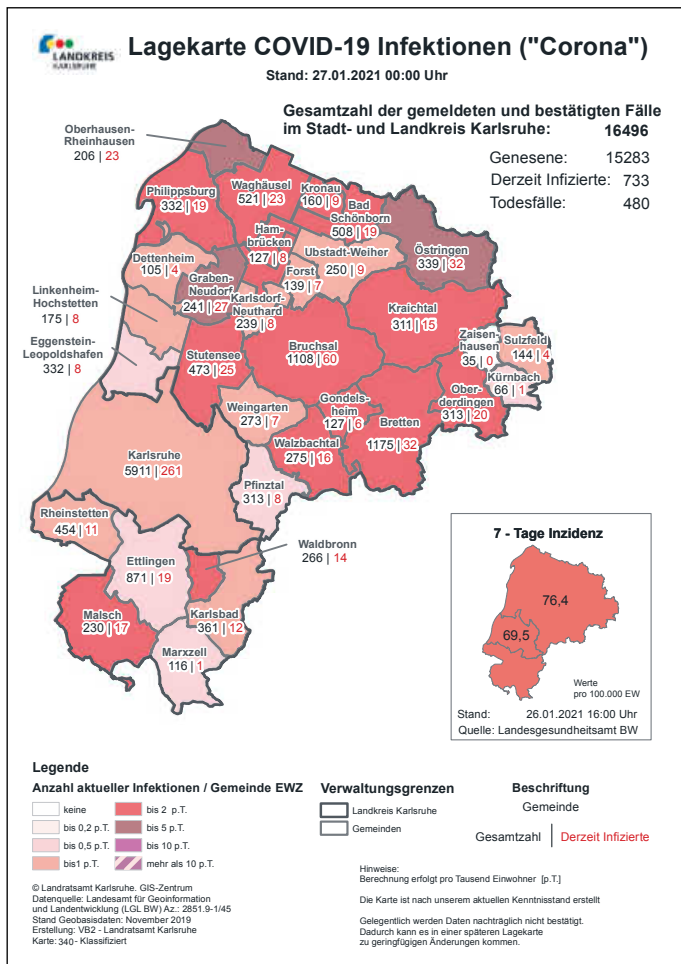 LANDKREIS
KARLSRUHE
Lagekarte COVID-19 Infektionen ("Corona")
Stand: 27.01.2021 00:00 Uhr
Gesamtzahl der gemeldeten und bestätigten Fälle
im Stadt- und Landkreis Karlsruhe: 16496
Genesene: 15283
Derzeit Infizierte: 733
Todesfälle: 480
Oberhausen-
Rheinhausen
206 | 23
Philippsburg
332 | 19
Waghäusel
521 | 23
Kronau
160 | 9
Bad
Schönborn
508 | 19
Östringen
339 | 32
Ham-
brücken
127 | 8
Ubstadt-Weiher
250 | 9
Forst
139 | 7
Dettenheim
105 | 4
Graben-
Neudorf
241 | 27
Karlsdorf-
Neuthard
239 | 8
Linkenheim-
Hochstetten
175 | 8
Eggenstein-
Leopoldshafen
332 | 8
Kraichtal
311 | 15
Stutensee
473 | 25
Bruchsal
1108 | 60
Zaisen-
hausen
35 | 0
Sulzfeld
144 | 4
Kürnbach
66 | 1
Ober-
derdingen
313 | 20
Gondels-
heim
127 | 6
Bretten
1175 | 32
Weingarten
273 | 7
Walzbachtal
275 | 16
Karlsruhe
5911 | 261
Pfinztal
313 | 8
Rheinstetten
454 | 11
Waldbronn
266 | 14
Ettlingen
871 | 19
Malsch
230 | 17
Karlsbad
361 | 12
Marxzell
116 | 1
7 - Tage Inzidenz
76,4
69,5
Werte
pro 100.000 EW
Stand: 26.01.2021 16:00 Uhr
Quelle: Landesgesundheitsamt BW
Legende
Anzahl aktueller Infektionen / Gemeinde EWZ
keine
bis 0,2 p.T.
bis 0,5 p.T.
bis1 p.T.
bis 2 p.T.
bis 5 p.T.
bis 10 p.T.
mehr als 10 p.T.
Verwaltungsgrenzen
Landkreis Karlsruhe
Gemeinden
Beschriftung
Gemeinde
Gesamtzahl | Derzeit Infizierte
© Landratsamt Karlsruhe. GIS-Zentrum
Datenquelle: Landesamt für Geoinformation
und Landentwicklung (LGL BW) Az.: 2851.9-1/45
Stand Geobasisdaten: November 2019
Erstellung: VB2 - Landratsamt Karlsruhe
Karte: 340- Klassifiziert
Hinweise:
Berechnung erfolgt pro Tausend Einwohner [p.T.]
Die Karte ist nach unserem aktuellen Kenntnisstand erstellt
Gelegentlich werden Daten nachträglich nicht bestätigt.
Dadurch kann es in einer späteren Lagekarte
zu geringfügigen Änderungen kommen.